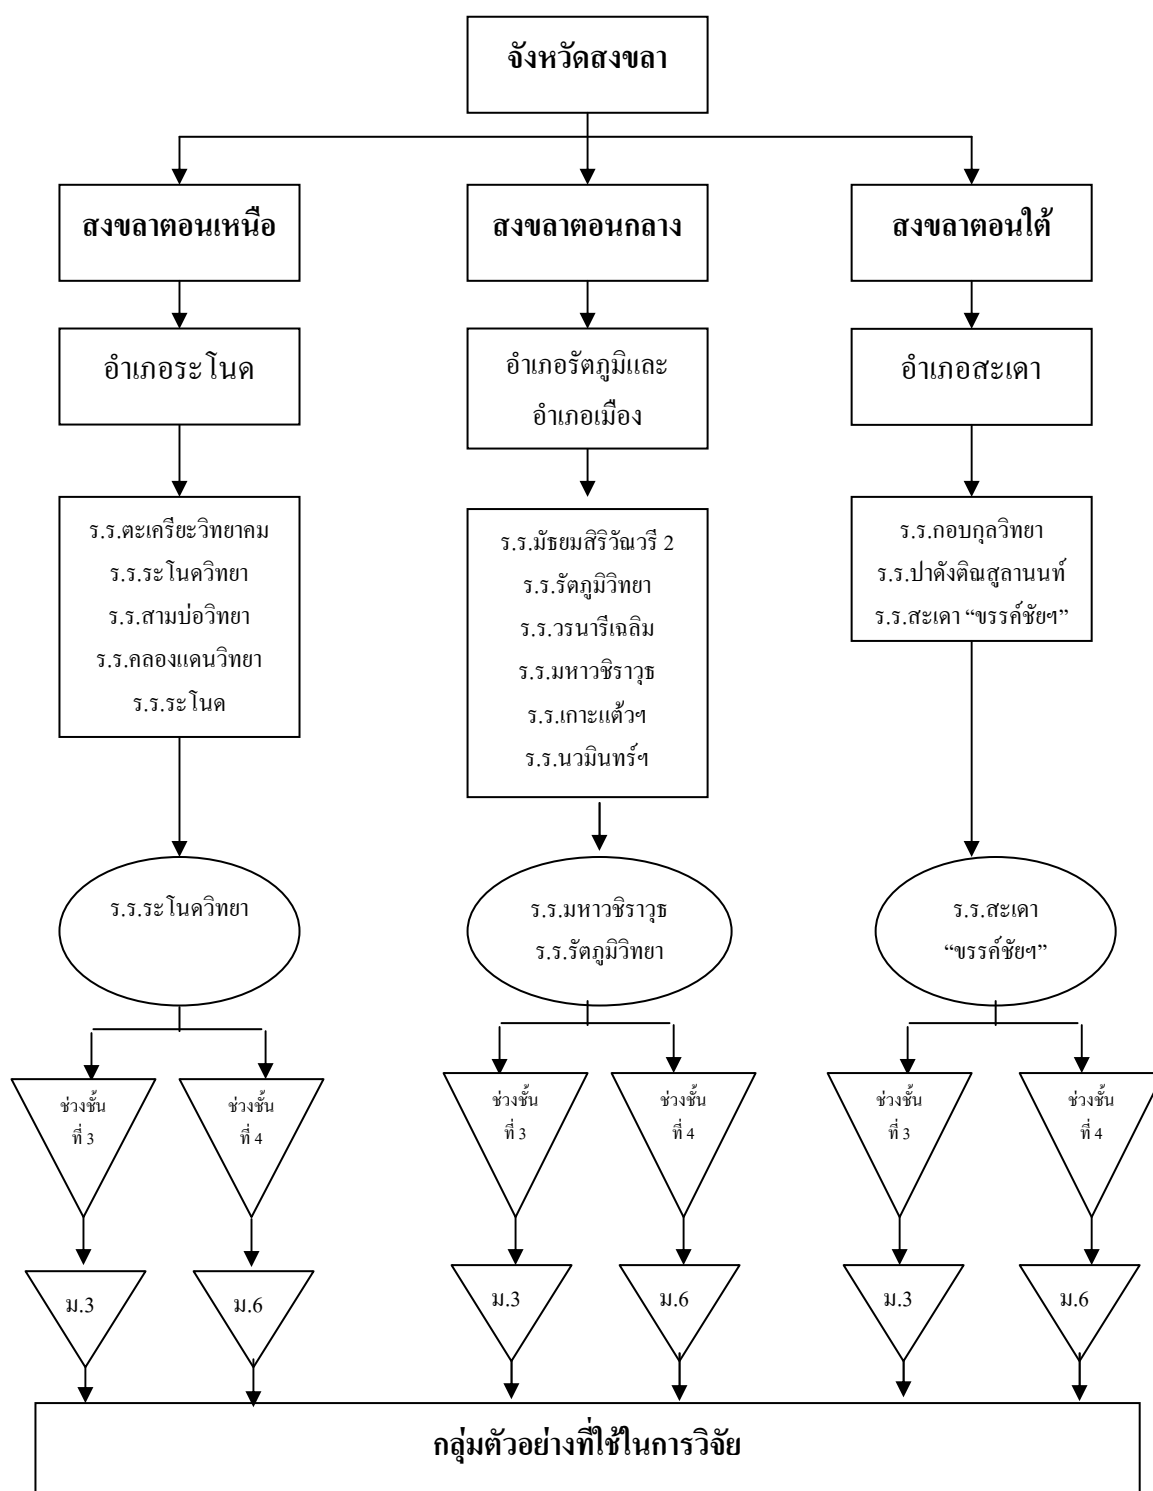 จังหวัดสงขลา
สงขลาตอนเหนือ
สงขลาตอนกลาง
สงขลาตอนใต้
อำเภอระโนด
อำเภอรัตภูมิและ
อำเภอเมือง
อำเภอสะเดา
ร.ร.ตะเครียะวิทยาคม
ร.ร.ระโนดวิทยา
ร.ร.สามบ่อวิทยา
ร.ร.คลองแดนวิทยา
ร.ร.ระโนด
ร.ร.มัธยมสิริวัณวรี 2
ร.ร.รัตภูมิวิทยา
ร.ร.วรนารีเฉลิม
ร.ร.มหาวชิราวุธ
ร.ร.เกาะแต้วฯ
ร.ร.นวมินทร์ฯ
ร.ร.กอบกุลวิทยา
ร.ร.ปาดังติณสูลานนท์
ร.ร.สะเดา “ขรรค์ชัยฯ”
ร.ร.ระโนดวิทยา
ร.ร.มหาวชิราวุธ
ร.ร.รัตภูมิวิทยา
ร.ร.สะเดา
“ขรรค์ชัยฯ”
ช่วงชั้น
ที่ 3
ช่วงชั้น
ที่ 4
ช่วงชั้น
ที่ 3
ช่วงชั้น
ที่ 4
ช่วงชั้น
ที่ 3
ช่วงชั้น
ที่ 4
ม.3
ม.6
ม.3
ม.6
ม.3
ม.6
กลุ่มตัวอย่างที่ใช้ในการวิจัย